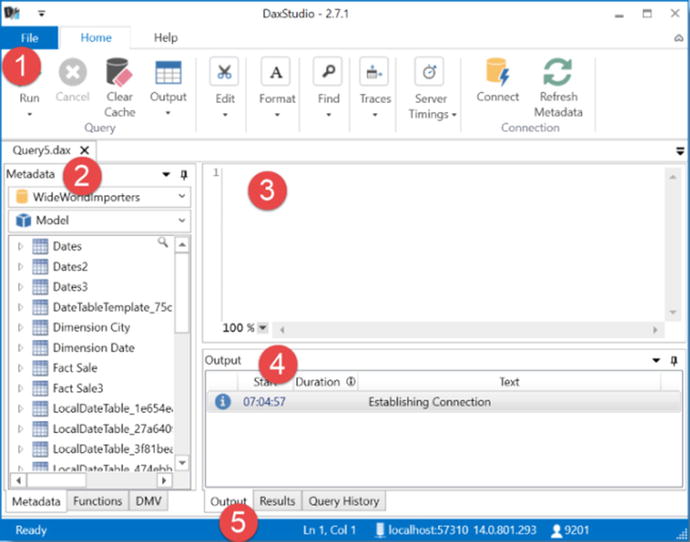 DaxStudio - 2.7.1
File Home Help
1
Run Cancel Clear Cache Output Edit Format Find Traces Server Timings Connect Refresh Metadata
Query Connection
Query5.dax
Metadata
2
WideWorldImporters
Model
Dates
Dates2
Dates3
DateTableTemplate_75c
Dimension City
Dimension Date
Fact Sale
Fact Sale3
LocalDateTable_1e654e
LocalDateTable_27a640
LocalDateTable_3f81bea
LocalDateTable_474ebb
Metadata Functions DMV
1
3
100 %
Output
4
Start Duration Text
07:04:57 Establishing Connection
Output Results Query History
5
Ready Ln 1, Col 1 localhost:57310 14.0.801.293 9201